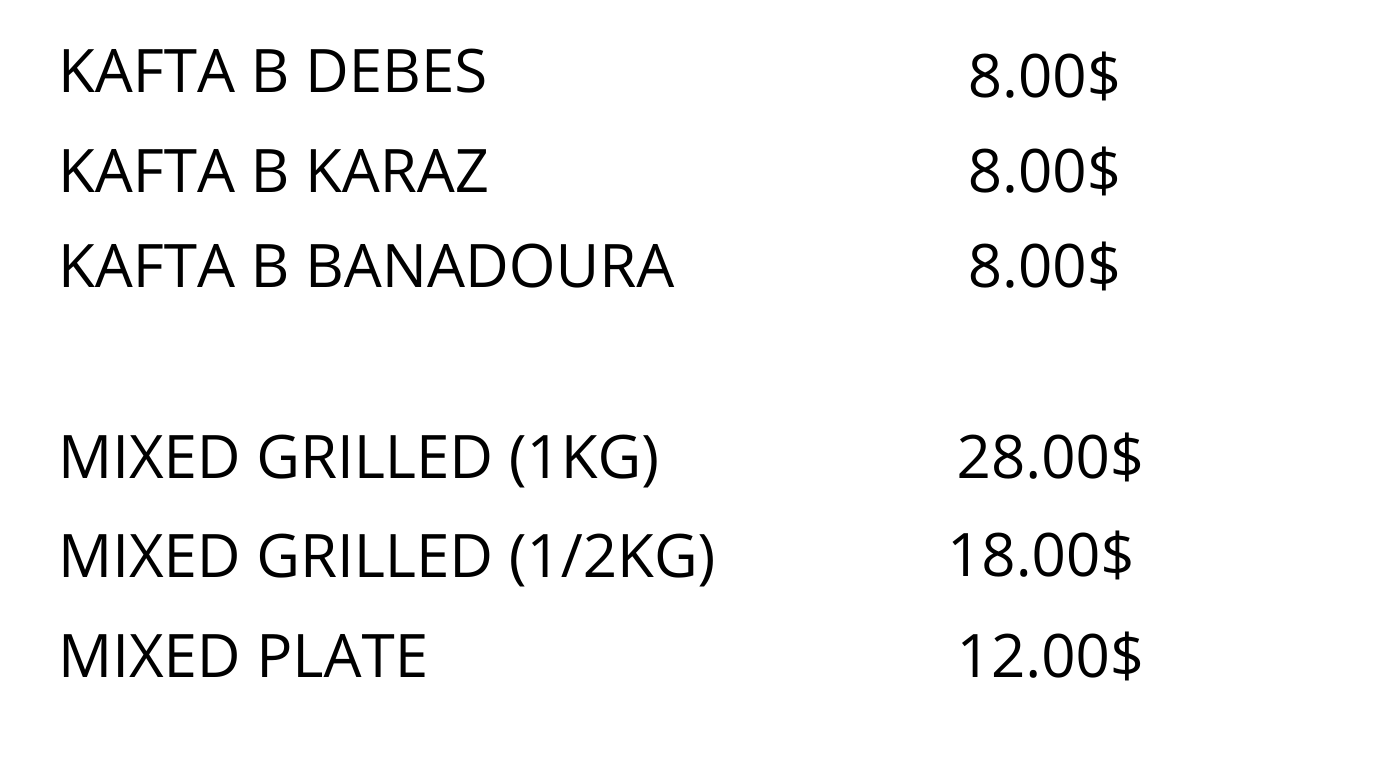 KAFTA B DEBES 8.00$
KAFTA B KARAZ 8.00$
KAFTA B BANADOURA 8.00$
MIXED GRILLED (1KG) 28.00$
MIXED GRILLED (1/2KG) 18.00$
MIXED PLATE 12.00$